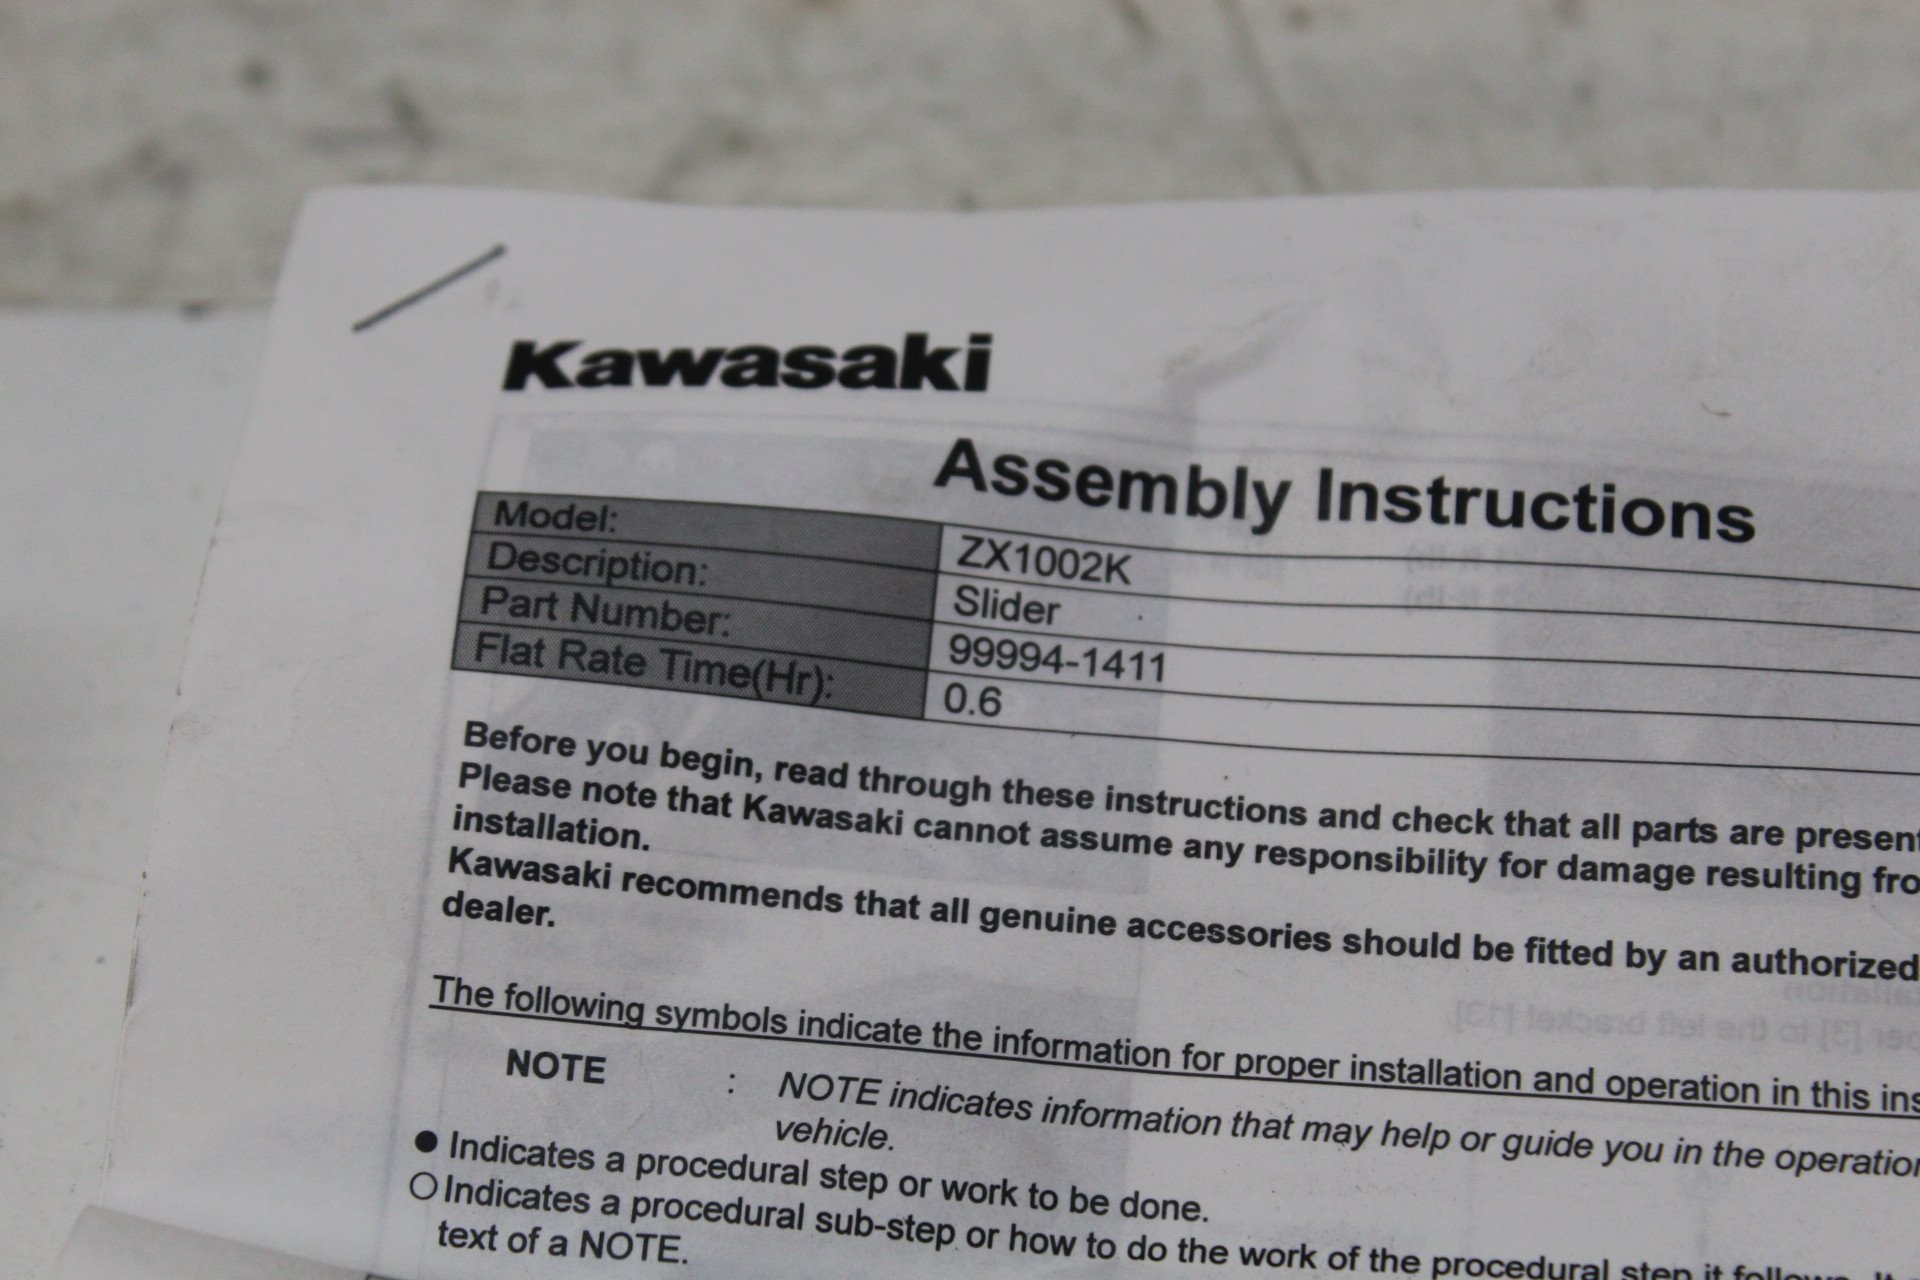 Kawasaki
Assembly Instructions
Model: ZX1002K
Description: Slider
Part Number: 99994-1411
Flat Rate Time(Hr): 0.6
Before you begin, read through these instructions and check that all parts are present
Please note that Kawasaki cannot assume any responsibility for damage resulting fro
installation.
Kawasaki recommends that all genuine accessories should be fitted by an authorized
dealer.
The following symbols indicate the information for proper installation and operation in this ins
NOTE : NOTE indicates information that may help or guide you in the operation
vehicle.
● Indicates a procedural step or work to be done.
○ Indicates a procedural sub-step or how to do the work of the procedural step it follows. It
text of a NOTE.